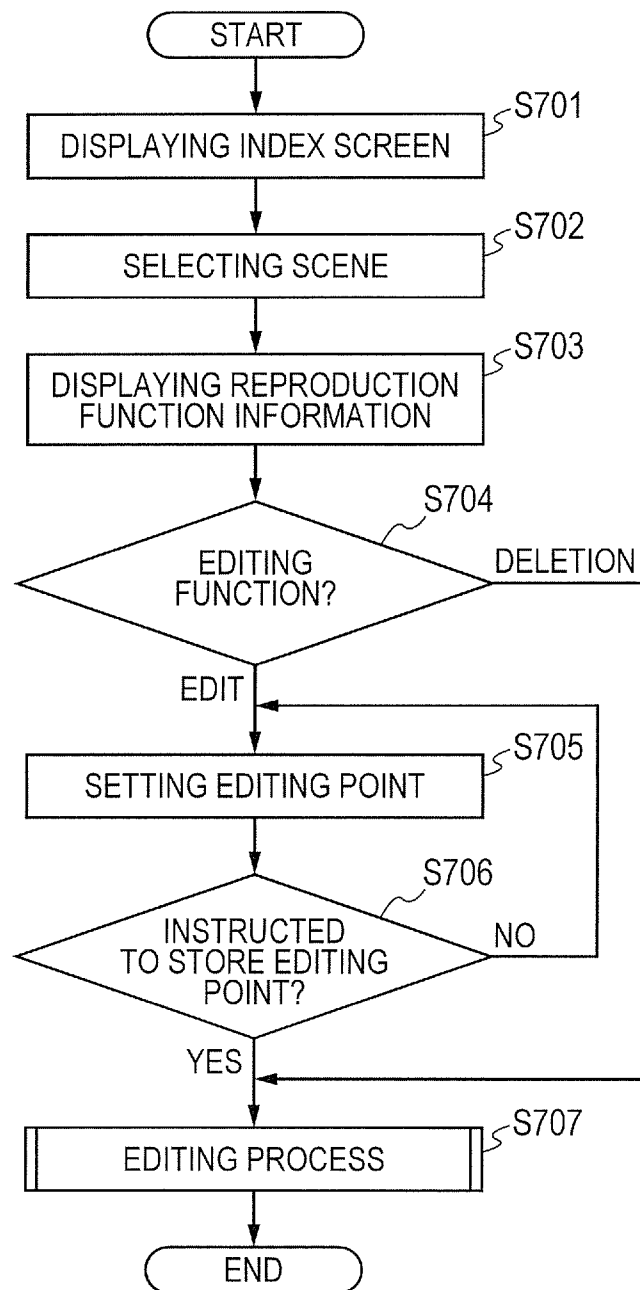 START
S701
DISPLAYING INDEX SCREEN
S702
SELECTING SCENE
S703
DISPLAYING REPRODUCTION
FUNCTION INFORMATION
S704
EDITING
FUNCTION?
DELETION
EDIT
S705
SETTING EDITING POINT
S706
INSTRUCTED
TO STORE EDITING
POINT?
NO
YES
S707
EDITING PROCESS
END